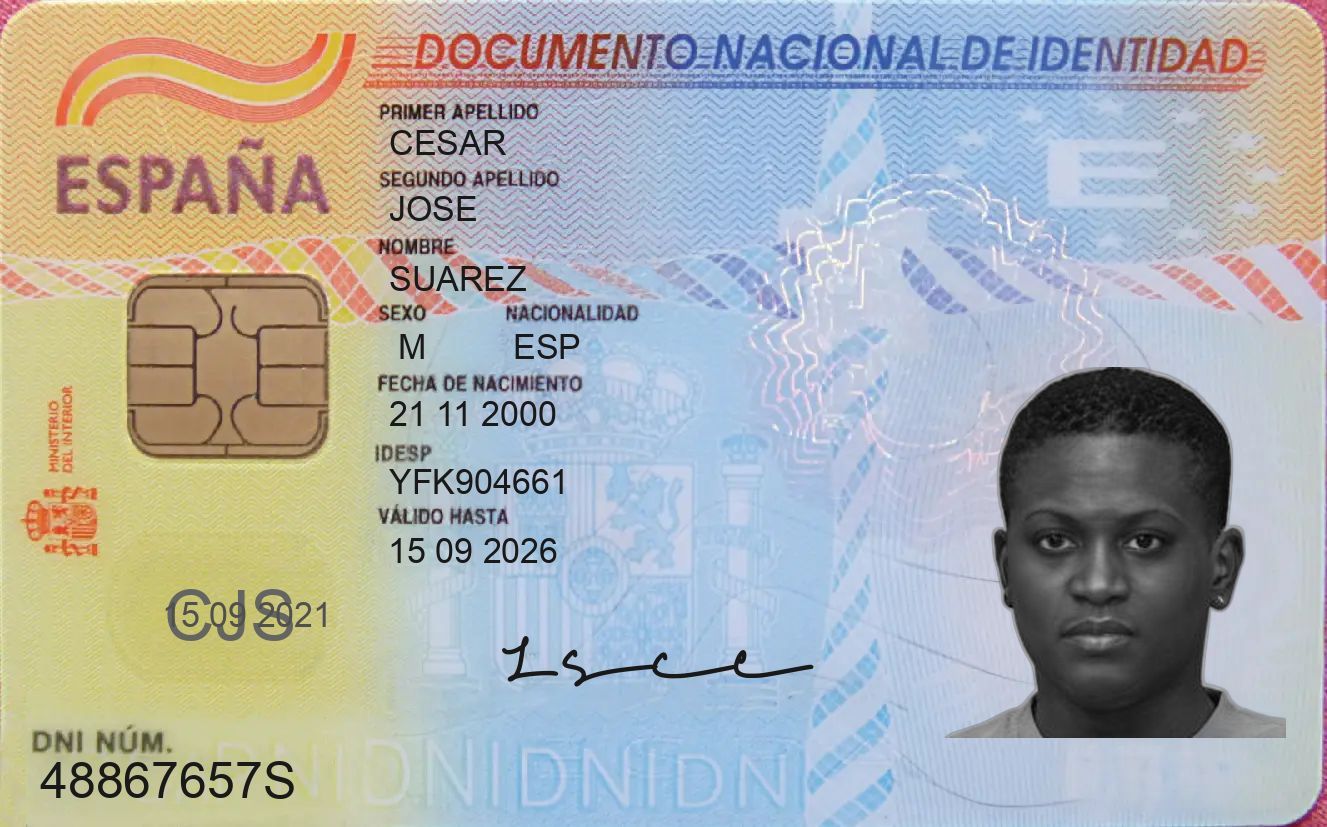 DOCUMENTO NACIONAL DE IDENTIDAD
ESPAÑA
PRIMER APELLIDO
CESAR
SEGUNDO APELLIDO
JOSE
NOMBRE
SUAREZ
SEXO NACIONALIDAD
M ESP
FECHA DE NACIMIENTO
21 11 2000
IDESP
YFK904661
VÁLIDO HASTA
15 09 2026
MINISTERIO
DEL INTERIOR
E
CJS
15 09 2021
DNI NÚM.
48867657S
DNIDNIDNIDNI